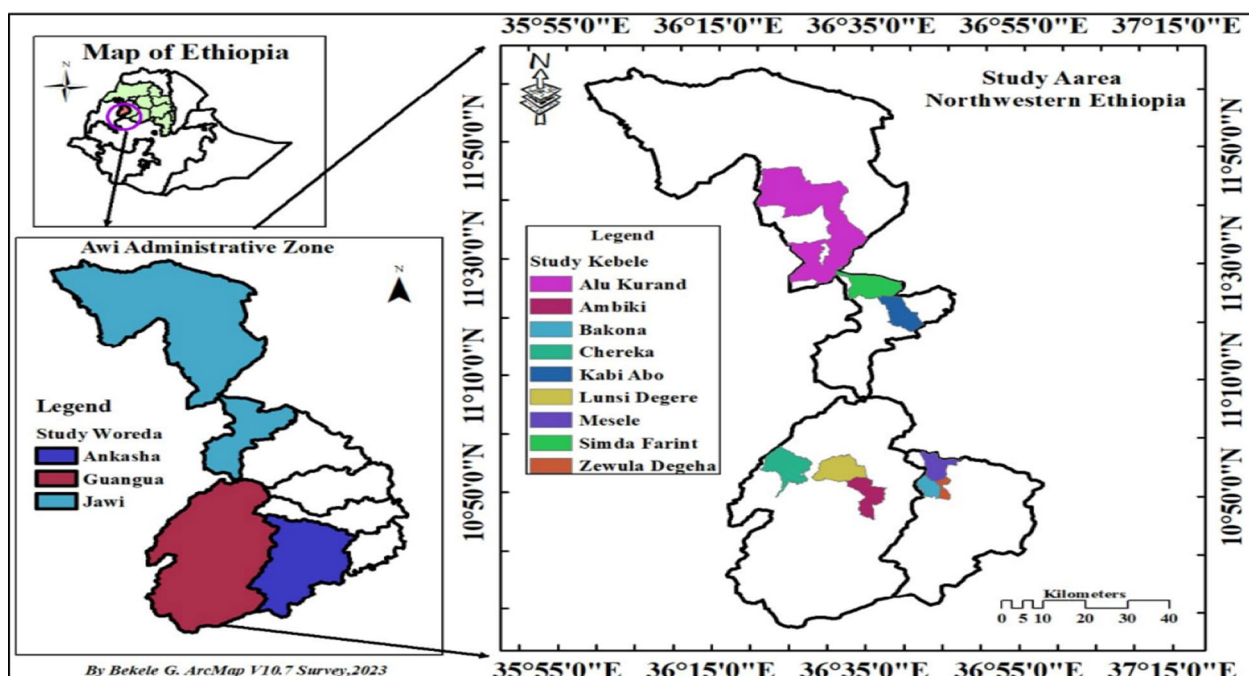 Map of Ethiopia
N
Awi Administrative Zone
N
Legend
Study Woreda
Ankasha
Guangua
Jawi
By Bekele G. ArcMap V10.7 Survey,2023
35°55'0"E 36°15'0"E 36°35'0"E 36°55'0"E 37°15'0"E
N
Study Aarea
Northwestern Ethiopia
11°50'0"N
11°30'0"N
11°10'0"N
10°50'0"N
Legend
Study Kebele
Alu Kurand
Ambiki
Bakona
Chereka
Kabi Abo
Lunsi Degere
Mesele
Simda Farint
Zewula Degeha
11°50'0"N
11°30'0"N
11°10'0"N
10°50'0"N
Kilometers
0 5 10 20 30 40
35°55'0"E 36°15'0"E 36°35'0"E 36°55'0"E 37°15'0"E